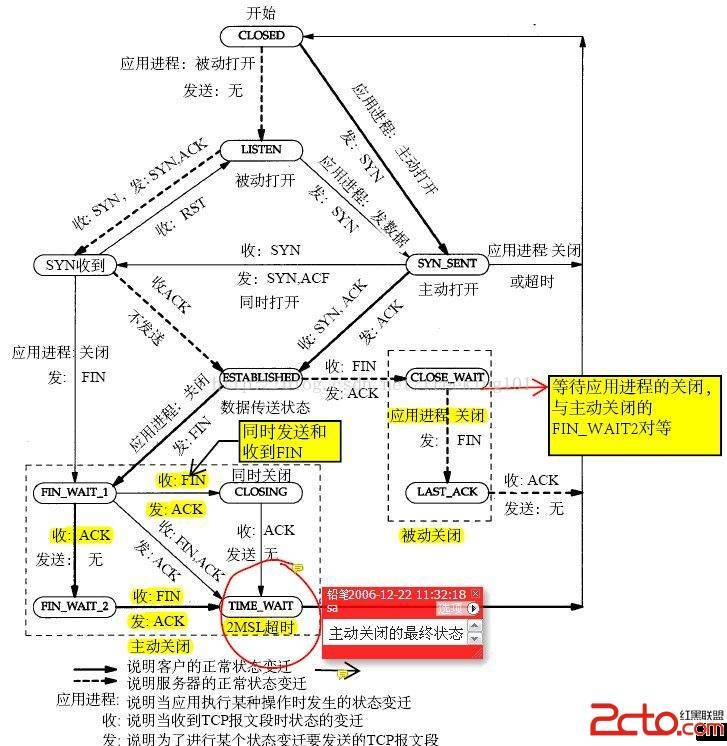 开始
CLOSED
应用进程：被动打开
发送：无
应用进程：主动打开
发：SYN
LISTEN
被动打开
收: SYN，发: SYN,ACK
收：RST
应用进程：发数据
发：SYN
SYN收到
收：SYN
发：SYN,ACF
同时打开
SYN_SENT
主动打开
应用进程 关闭
或超时
收ACK
不发送
收: SYN, ACK
发：ACK
应用进程: 关闭
发： FIN
ESTABLISHED
数据传送状态
收: FIN
发: ACK
CLOSE_WAIT
等待应用进程的关闭，
与主动关闭的
FIN_WAIT2对等
应用进程：关闭
发: FIN
应用进程 关闭
发： FIN
同时发送和
收到FIN
FIN_WAIT_1
收: FIN
发: ACK
同时关闭
CLOSING
LAST_ACK
收: ACK
发送：无
被动关闭
收: ACK
发送： 无
收: FIN,ACK
发: ACK
收: ACK
发送 无
FIN_WAIT_2
收: FIN
发: ACK
TIME_WAIT
2MSL超时
主动关闭
铅笔2006-12-22 11:32:18
sa
选项
主动关闭的最终状态
说明客户的正常状态变迁
说明服务器的正常状态变迁
应用进程: 说明当应用执行某种操作时发生的状态变迁
收: 说明当收到TCP报文段时状态的变迁
发: 说明为了进行某个状态变迁要发送的TCP报文段
2cto.com
红黑联盟